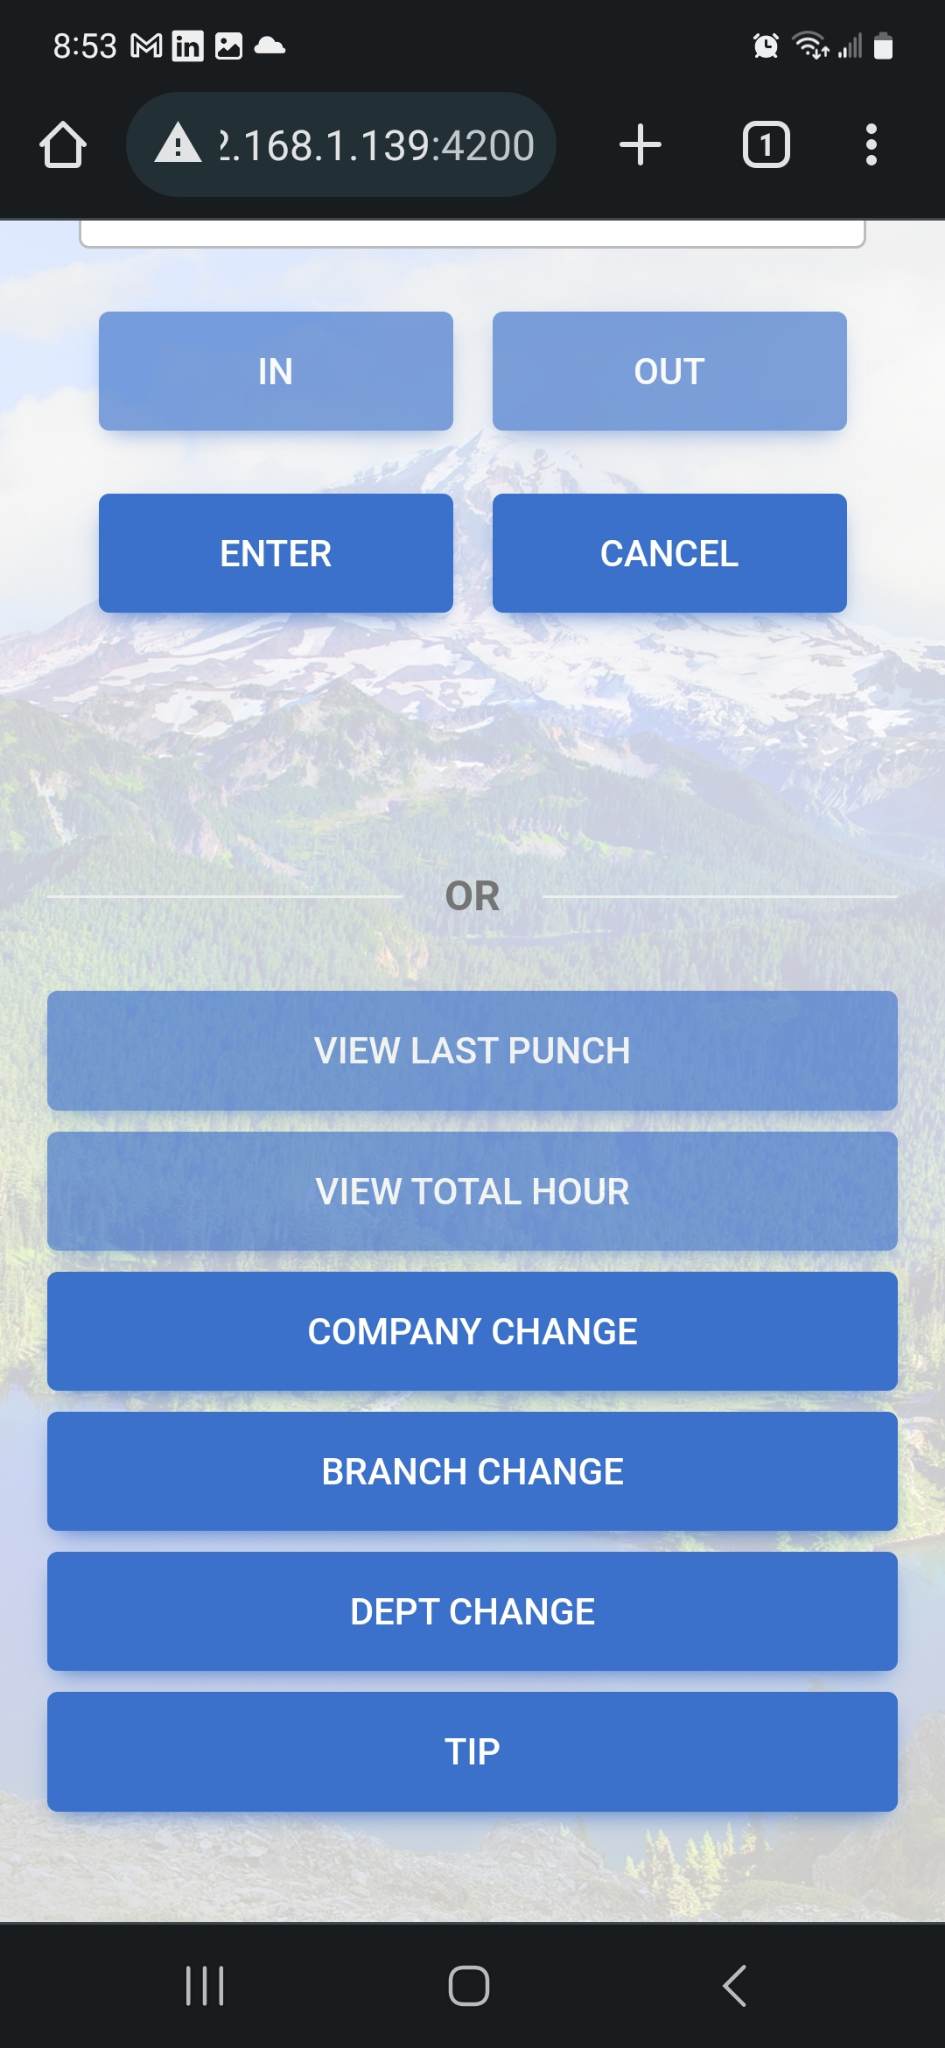 8:53
2.168.1.139:4200
1
IN
OUT
ENTER
CANCEL
OR
VIEW LAST PUNCH
VIEW TOTAL HOUR
COMPANY CHANGE
BRANCH CHANGE
DEPT CHANGE
TIP